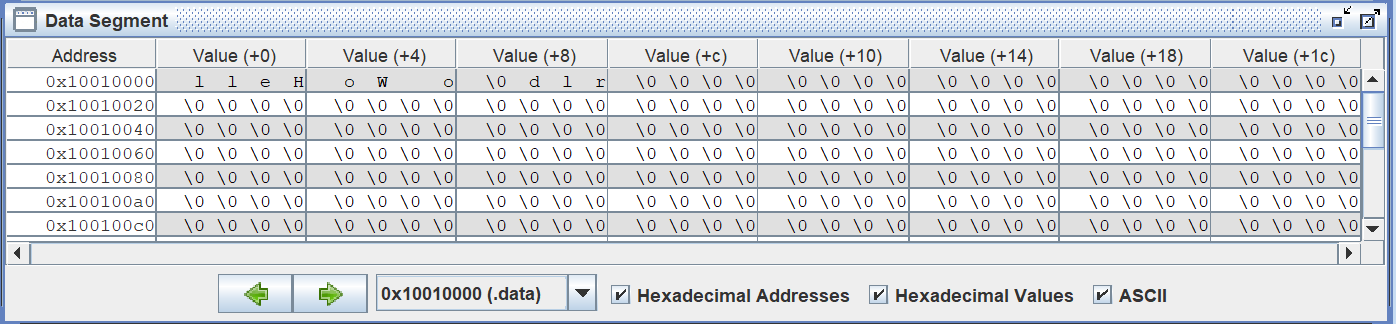 Data Segment
Address Value (+0) Value (+4) Value (+8) Value (+c) Value (+10) Value (+14) Value (+18) Value (+1c)
0x10010000 l l e H o W   o \0 d l r \0 \0 \0 \0 \0 \0 \0 \0 \0 \0 \0 \0 \0 \0 \0 \0 \0 \0 \0 \0
0x10010020 \0 \0 \0 \0 \0 \0 \0 \0 \0 \0 \0 \0 \0 \0 \0 \0 \0 \0 \0 \0 \0 \0 \0 \0 \0 \0 \0 \0 \0 \0 \0 \0
0x10010040 \0 \0 \0 \0 \0 \0 \0 \0 \0 \0 \0 \0 \0 \0 \0 \0 \0 \0 \0 \0 \0 \0 \0 \0 \0 \0 \0 \0 \0 \0 \0 \0
0x10010060 \0 \0 \0 \0 \0 \0 \0 \0 \0 \0 \0 \0 \0 \0 \0 \0 \0 \0 \0 \0 \0 \0 \0 \0 \0 \0 \0 \0 \0 \0 \0 \0
0x10010080 \0 \0 \0 \0 \0 \0 \0 \0 \0 \0 \0 \0 \0 \0 \0 \0 \0 \0 \0 \0 \0 \0 \0 \0 \0 \0 \0 \0 \0 \0 \0 \0
0x100100a0 \0 \0 \0 \0 \0 \0 \0 \0 \0 \0 \0 \0 \0 \0 \0 \0 \0 \0 \0 \0 \0 \0 \0 \0 \0 \0 \0 \0 \0 \0 \0 \0
0x100100c0 \0 \0 \0 \0 \0 \0 \0 \0 \0 \0 \0 \0 \0 \0 \0 \0 \0 \0 \0 \0 \0 \0 \0 \0 \0 \0 \0 \0 \0 \0 \0 \0
0x10010000 (.data) Hexadecimal Addresses Hexadecimal Values ASCII